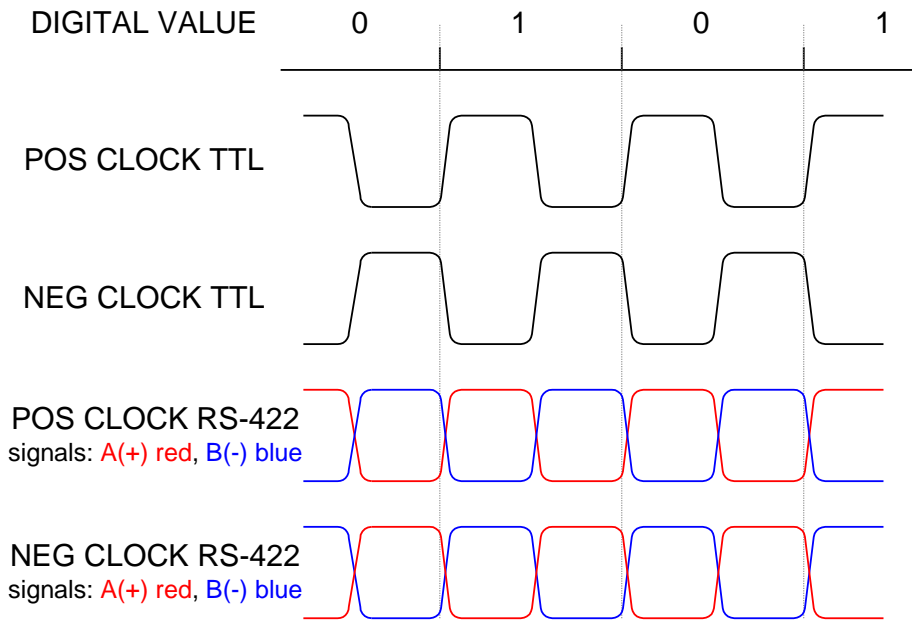 DIGITAL VALUE 0 1 0 1
POS CLOCK TTL
NEG CLOCK TTL
POS CLOCK RS-422
signals: A(+) red, B(-) blue
NEG CLOCK RS-422
signals: A(+) red, B(-) blue